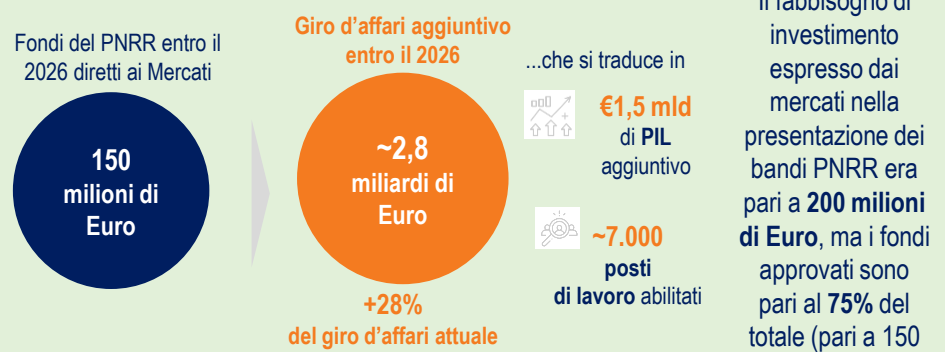 Fondi del PNRR entro il
2026 diretti ai Mercati
150
milioni di
Euro
Giro d'affari aggiuntivo
entro il 2026
~2,8
miliardi di
Euro
+28%
del giro d'affari attuale
...che si traduce in
€1,5 mld
di PIL
aggiuntivo
~7.000
posti
di lavoro abilitati
Il fabbisogno di
investimento
espresso dai
mercati nella
presentazione dei
bandi PNRR era
pari a 200 milioni
di Euro, ma i fondi
approvati sono
pari al 75% del
totale (pari a 150